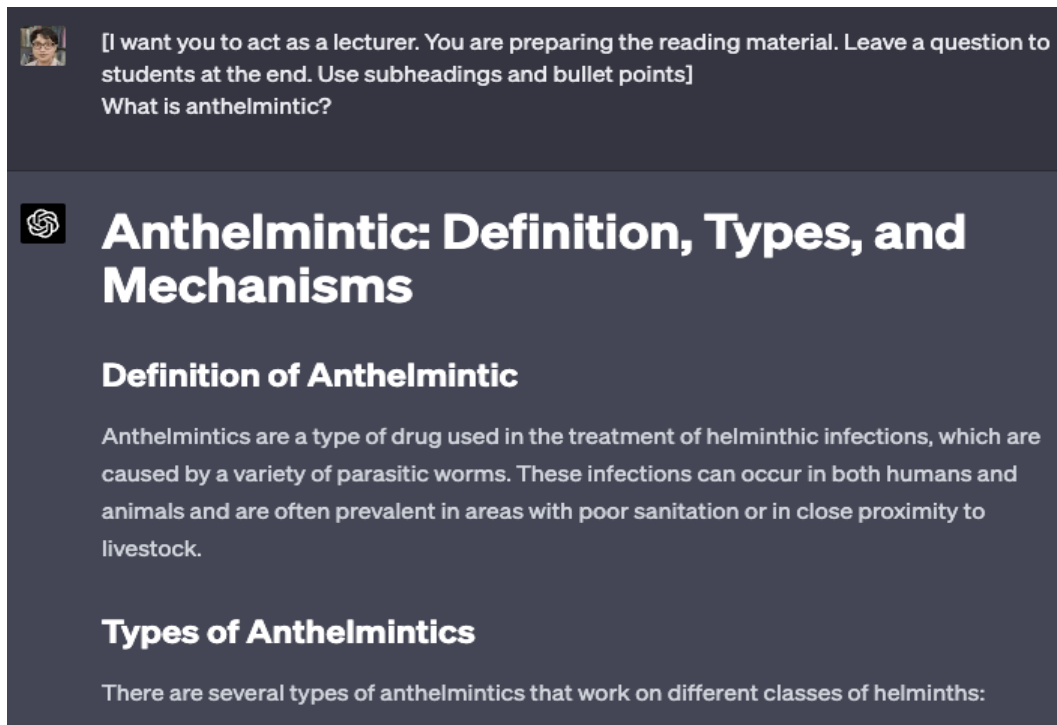 [I want you to act as a lecturer. You are preparing the reading material. Leave a question to
students at the end. Use subheadings and bullet points]
What is anthelmintic?
Anthelmintic: Definition, Types, and
Mechanisms
Definition of Anthelmintic
Anthelmintics are a type of drug used in the treatment of helminthic infections, which are
caused by a variety of parasitic worms. These infections can occur in both humans and
animals and are often prevalent in areas with poor sanitation or in close proximity to
livestock.
Types of Anthelmintics
There are several types of anthelmintics that work on different classes of helminths: